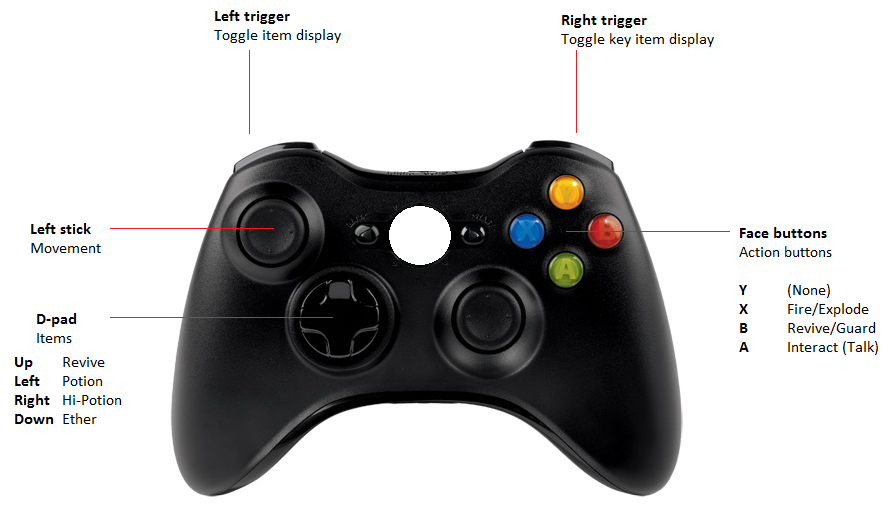 Left trigger
Toggle item display
Right trigger
Toggle key item display
Left stick
Movement
Face buttons
Action buttons
Y (None)
X Fire/Explode
B Revive/Guard
A Interact (Talk)
D-pad
Items
Up Revive
Left Potion
Right Hi-Potion
Down Ether
Y
X
B
A